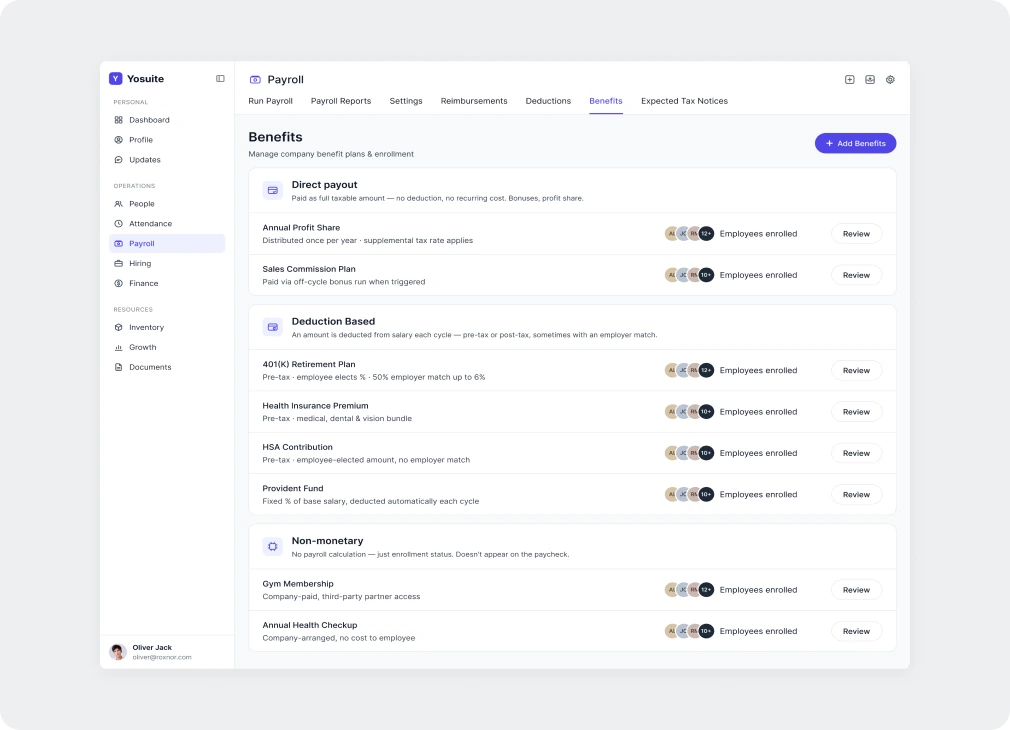 Y Yosuite
PERSONAL
Dashboard
Profile
Updates
OPERATIONS
People
Attendance
Payroll
Hiring
Finance
RESOURCES
Inventory
Growth
Documents
Oliver Jack
oliver@roxnor.com
Payroll
Run Payroll Payroll Reports Settings Reimbursements Deductions Benefits Expected Tax Notices
Benefits
Manage company benefit plans & enrollment
+ Add Benefits
Direct payout
Paid as full taxable amount — no deduction, no recurring cost. Bonuses, profit share.
Annual Profit Share
Distributed once per year · supplemental tax rate applies
12+ Employees enrolled Review
Sales Commission Plan
Paid via off-cycle bonus run when triggered
10+ Employees enrolled Review
Deduction Based
An amount is deducted from salary each cycle — pre-tax or post-tax, sometimes with an employer match.
401(K) Retirement Plan
Pre-tax · employee elects % · 50% employer match up to 6%
12+ Employees enrolled Review
Health Insurance Premium
Pre-tax · medical, dental & vision bundle
10+ Employees enrolled Review
HSA Contribution
Pre-tax · employee-elected amount, no employer match
10+ Employees enrolled Review
Provident Fund
Fixed % of base salary, deducted automatically each cycle
10+ Employees enrolled Review
Non-monetary
No payroll calculation — just enrollment status. Doesn't appear on the paycheck.
Gym Membership
Company-paid, third-party partner access
12+ Employees enrolled Review
Annual Health Checkup
Company-arranged, no cost to employee
10+ Employees enrolled Review